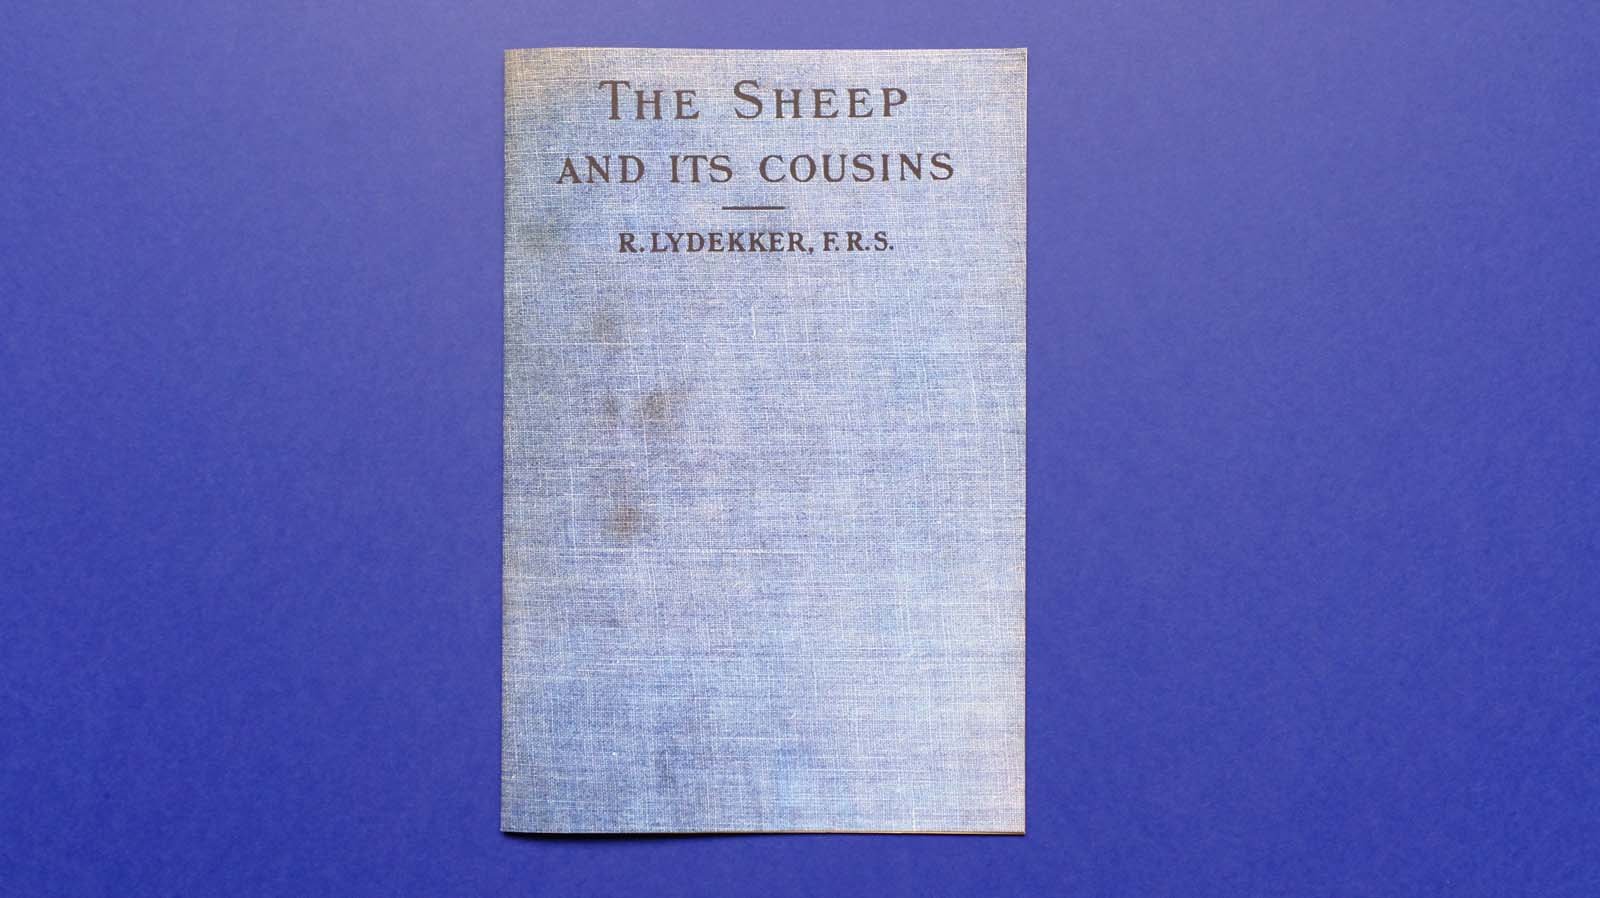 THE SHEEP
AND ITS COUSINS
R. LYDEKKER, F.R.S.